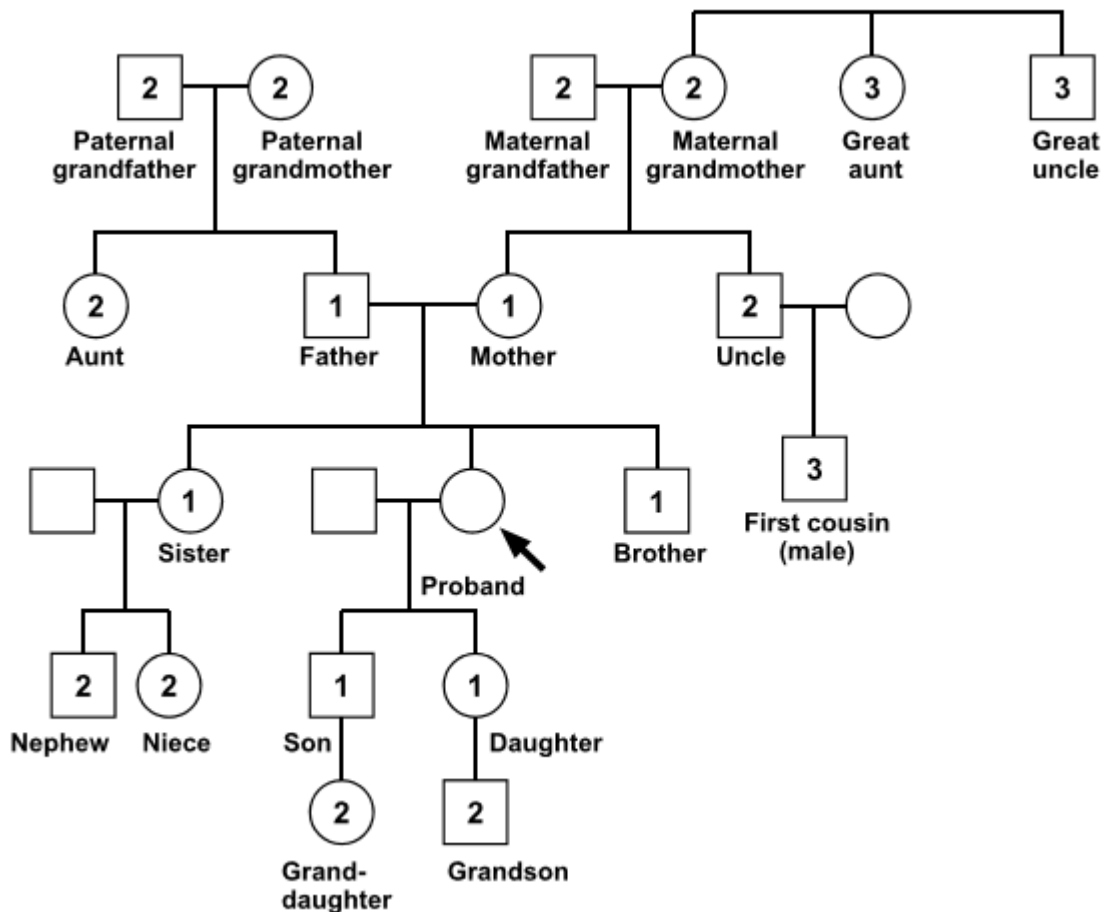 2 2 2 2 3 3
Paternal grandfather
Paternal grandmother
Maternal grandfather
Maternal grandmother
Great aunt
Great uncle
2 1 1 2
Aunt Father Mother Uncle
1 1 3
Sister
Proband
Brother
First cousin
(male)
2 2 1 1
Nephew Niece Son Daughter
2 2
Grand-
daughter
Grandson